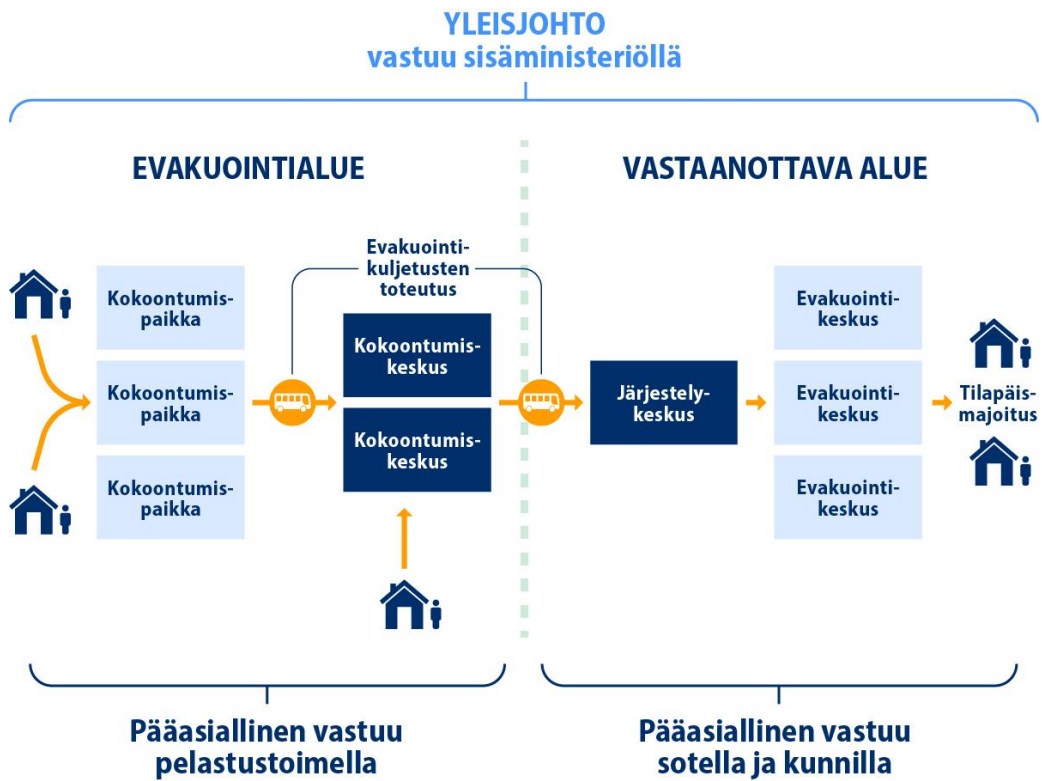 YLEISJOHTO
vastuu sisäministeriöllä
EVAKUOINTIALUE
VASTAANOTTAVA ALUE
Evakuointi-
kuljetusten
toteutus
Kokoontumis-
paikka
Kokoontumis-
paikka
Kokoontumis-
paikka
Kokoontumis-
keskus
Kokoontumis-
keskus
Järjestely-
keskus
Evakuointi-
keskus
Evakuointi-
keskus
Evakuointi-
keskus
Tilapäis-
majoitus
Pääasiallinen vastuu
pelastustoimella
Pääasiallinen vastuu
sotella ja kunnilla